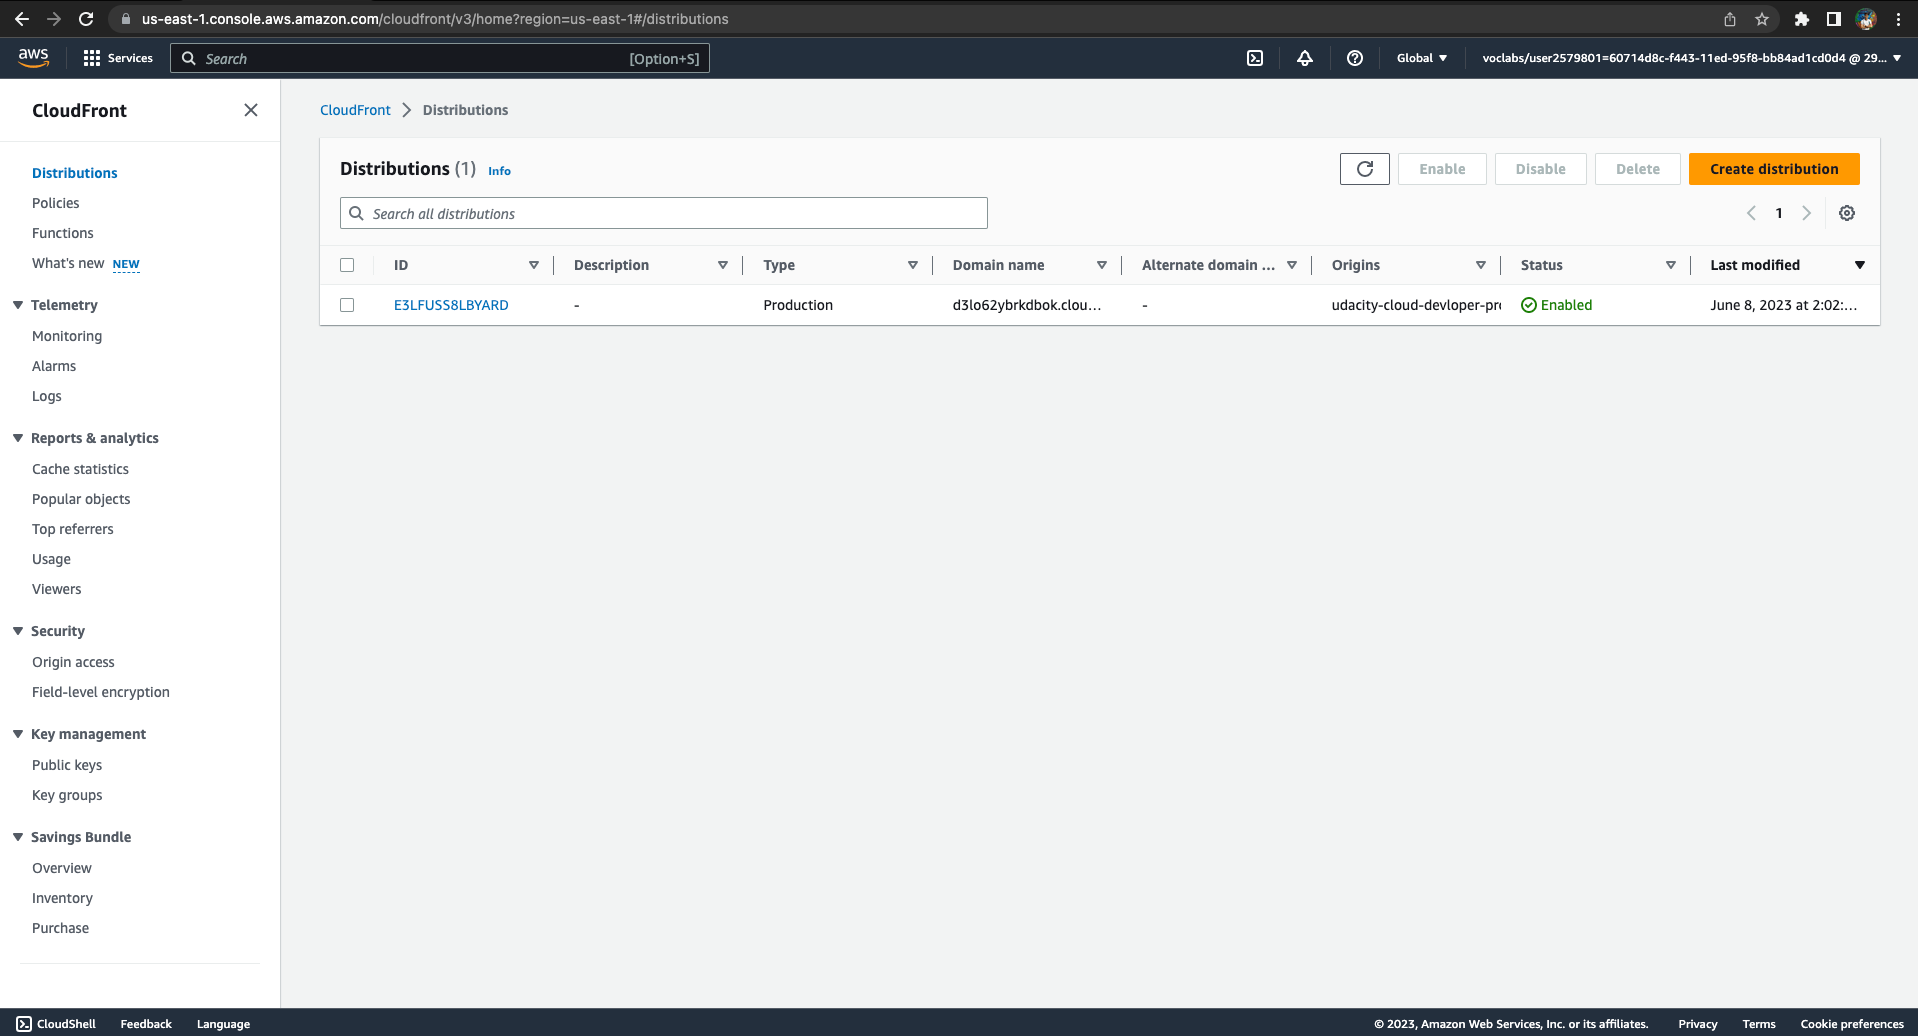 us-east-1.console.aws.amazon.com/cloudfront/v3/home?region=us-east-1#/distributions
aws
Services
Search
[Option+S]
Global
voclabs/user2579801=60714d8c-f443-11ed-95f8-bb84ad1cd0d4 @ 29...
CloudFront
Distributions
Policies
Functions
What's new NEW
Telemetry
Monitoring
Alarms
Logs
Reports & analytics
Cache statistics
Popular objects
Top referrers
Usage
Viewers
Security
Origin access
Field-level encryption
Key management
Public keys
Key groups
Savings Bundle
Overview
Inventory
Purchase
CloudFront > Distributions
Distributions (1) Info
Enable
Disable
Delete
Create distribution
Search all distributions
1
ID Description Type Domain name Alternate domain ... Origins Status Last modified
E3LFUSS8LBYARD - Production d3lo62ybrkdbok.clou... - udacity-cloud-devloper-pr Enabled June 8, 2023 at 2:02:...
CloudShell Feedback Language
© 2023, Amazon Web Services, Inc. or its affiliates. Privacy Terms Cookie preferences